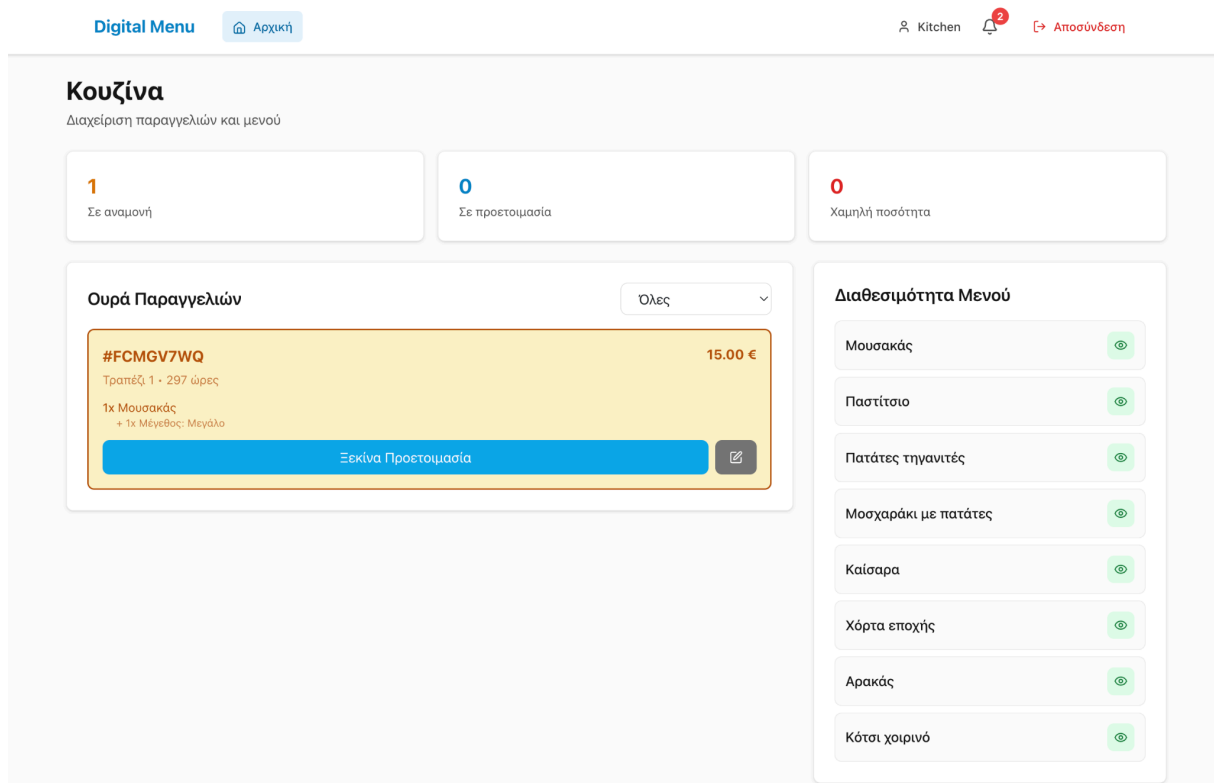 Digital Menu
Αρχική
Kitchen
2
Αποσύνδεση
Κουζίνα
Διαχείριση παραγγελιών και μενού
1
Σε αναμονή
0
Σε προετοιμασία
0
Χαμηλή ποσότητα
Ουρά Παραγγελιών
Όλες
#FCMGV7WQ
15.00 €
Τραπέζι 1 • 297 ώρες
1x Μουσακάς
+ 1x Μέγεθος: Μεγάλο
Ξεκίνα Προετοιμασία
Διαθεσιμότητα Μενού
Μουσακάς
Παστίτσιο
Πατάτες τηγανιτές
Μοσχαράκι με πατάτες
Καίσαρα
Χόρτα εποχής
Αρακάς
Κότσι χοιρινό